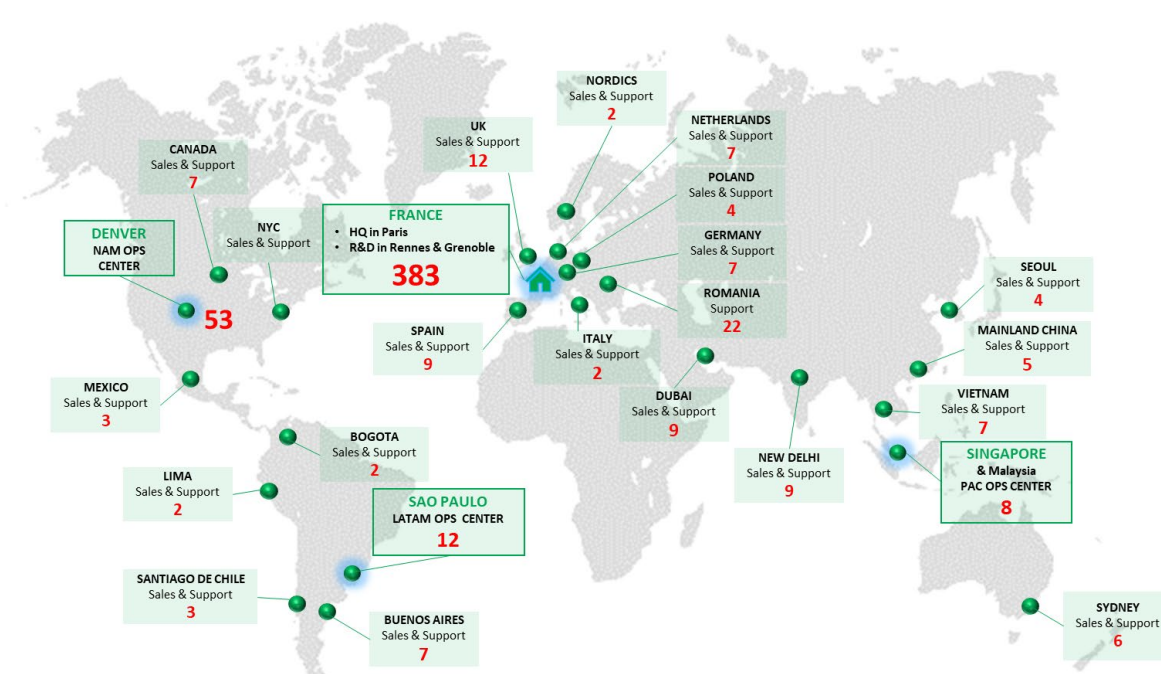 NORDICS
Sales & Support
2
UK
Sales & Support
12
NETHERLANDS
Sales & Support
7
CANADA
Sales & Support
7
POLAND
Sales & Support
4
DENVER
NAM OPS
CENTER
NYC
Sales & Support
FRANCE
• HQ in Paris
• R&D in Rennes & Grenoble
383
GERMANY
Sales & Support
7
53
ROMANIA
Support
22
SEOUL
Sales & Support
4
SPAIN
Sales & Support
9
ITALY
Sales & Support
2
MAINLAND CHINA
Sales & Support
5
MEXICO
Sales & Support
3
DUBAI
Sales & Support
9
VIETNAM
Sales & Support
7
BOGOTA
Sales & Support
2
NEW DELHI
Sales & Support
9
SINGAPORE
& Malaysia
PAC OPS CENTER
8
LIMA
Sales & Support
2
SAO PAULO
LATAM OPS CENTER
12
SANTIAGO DE CHILE
Sales & Support
3
BUENOS AIRES
Sales & Support
7
SYDNEY
Sales & Support
6